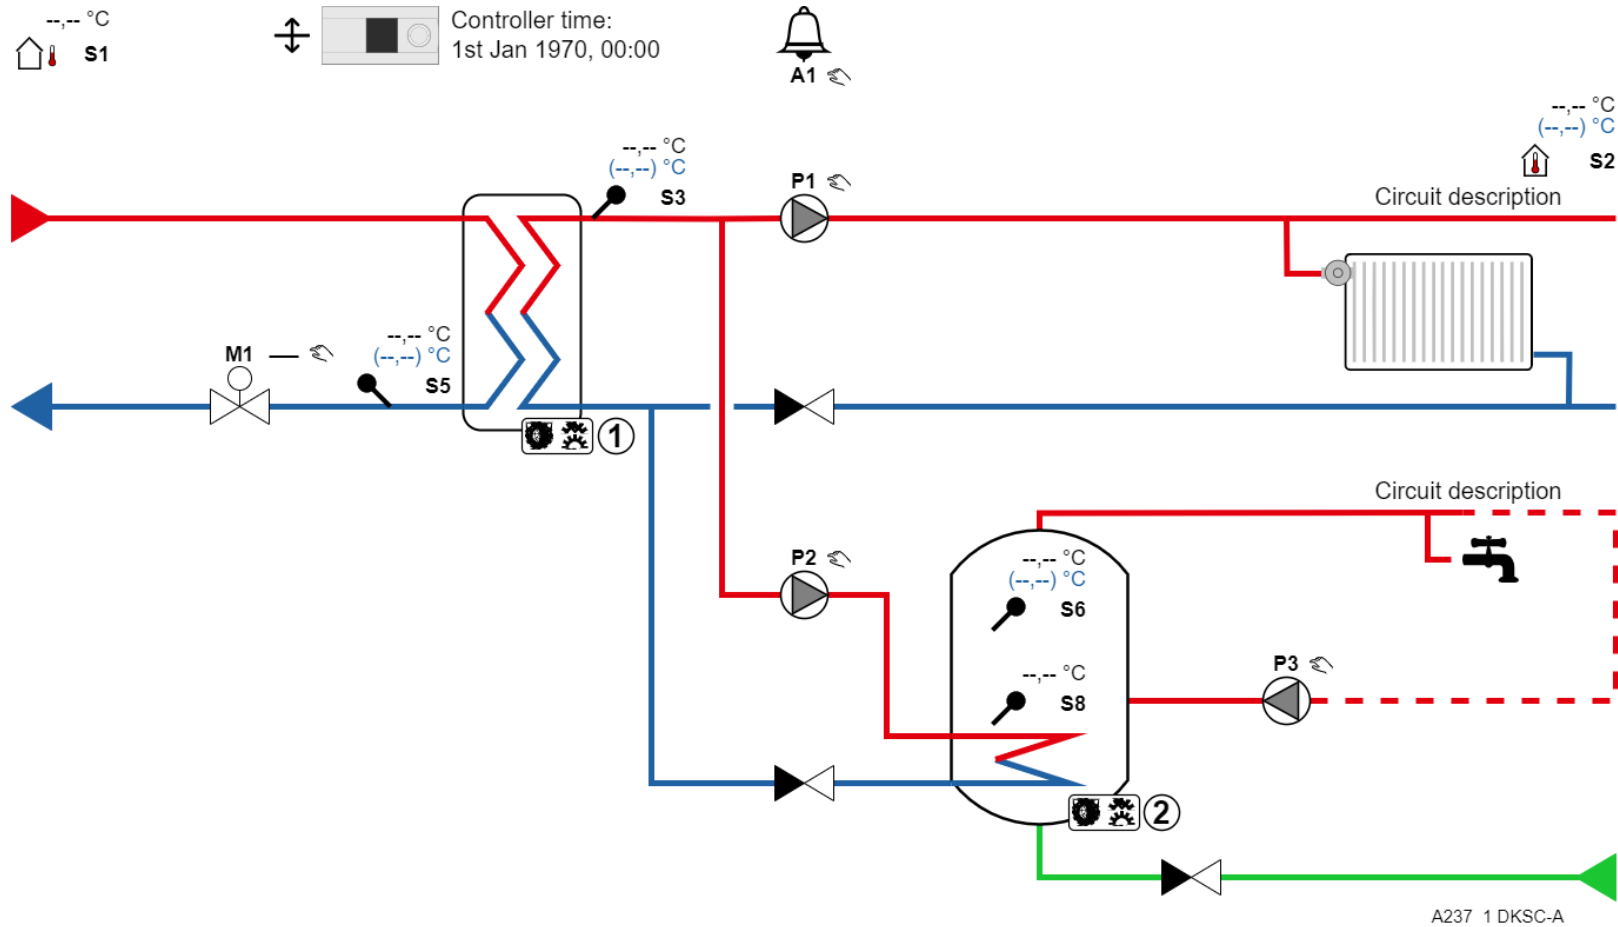 --,-- °C
S1
Controller time:
1st Jan 1970, 00:00
A1
--,-- °C
(--,--) °C
S2
--,-- °C
(--,--) °C
S3
P1
Circuit description
--,-- °C
(--,--) °C
S5
M1
1
Circuit description
P2
--,-- °C
(--,--) °C
S6
--,-- °C
S8
P3
2
A237 1 DKSC-A